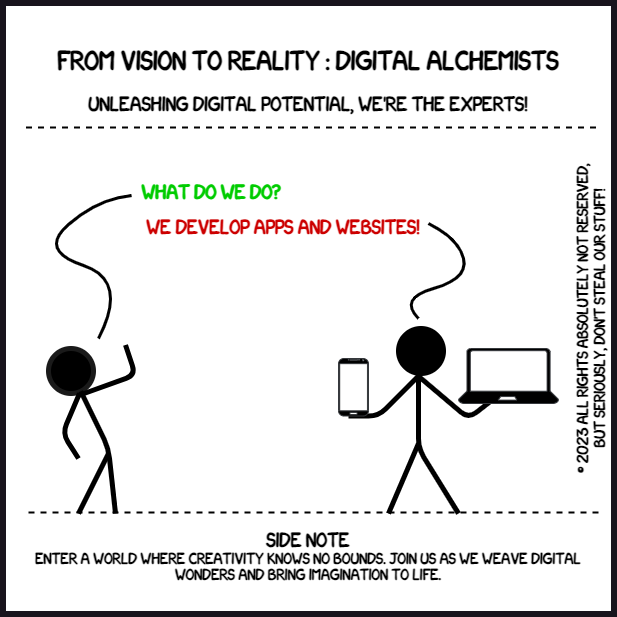 FROM VISION TO REALITY : DIGITAL ALCHEMISTS
UNLEASHING DIGITAL POTENTIAL, WE'RE THE EXPERTS!
WHAT DO WE DO?
WE DEVELOP APPS AND WEBSITES!
© 2023 ALL RIGHTS ABSOLUTELY NOT RESERVED,
BUT SERIOUSLY, DON'T STEAL OUR STUFF!
SIDE NOTE
ENTER A WORLD WHERE CREATIVITY KNOWS NO BOUNDS. JOIN US AS WE WEAVE DIGITAL
WONDERS AND BRING IMAGINATION TO LIFE.